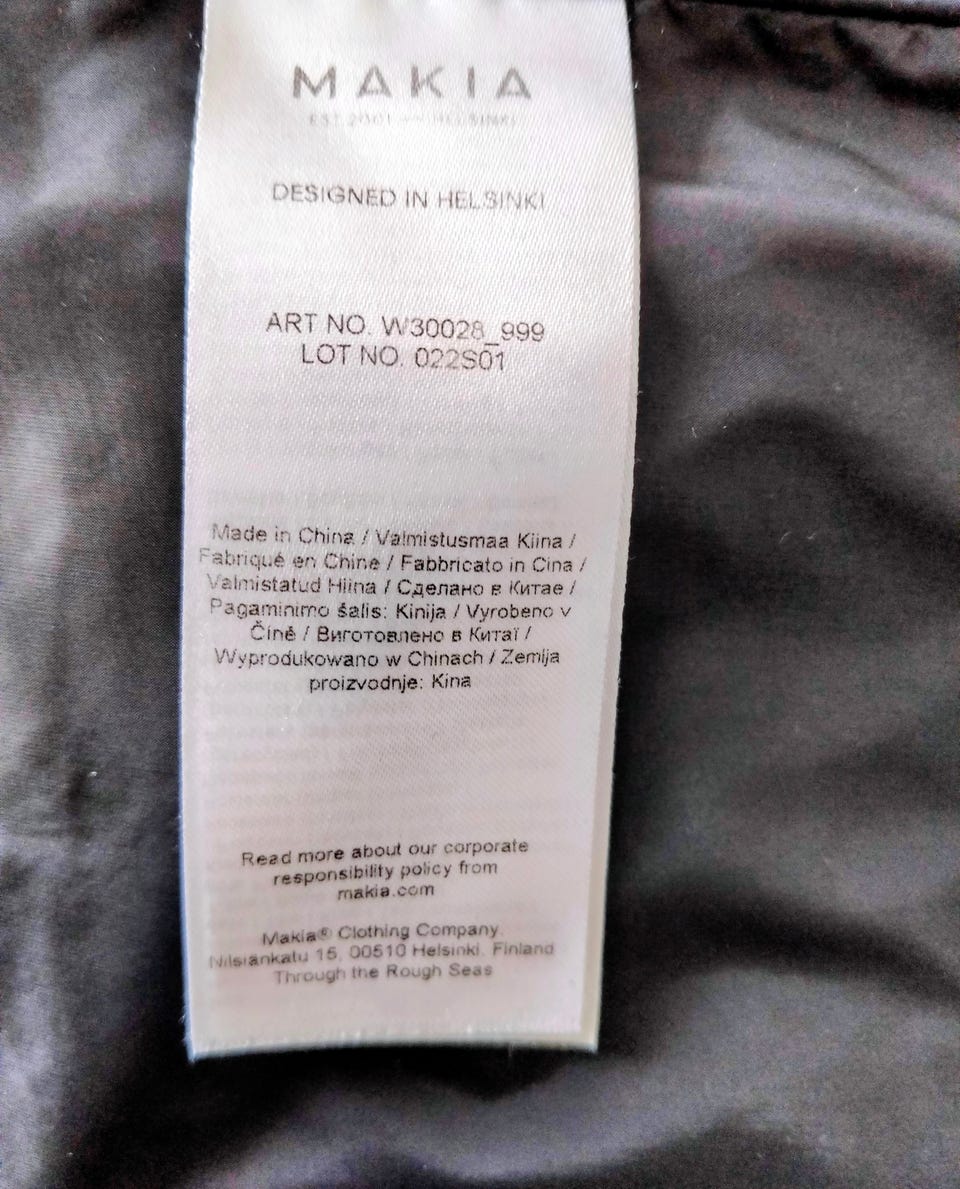 MAKIA
EST. 2001 HELSINKI
DESIGNED IN HELSINKI
ART NO. W30028_999
LOT NO. 022S01
Made in China / Valmistusmaa Kiina /
Fabriqué en Chine / Fabbricato in Cina /
Valmistatud Hiina / Сделано в Китае /
Pagaminimo šalis: Kinija / Vyrobeno v
Číně / Виготовлено в Китаї /
Wyprodukowano w Chinach / Zemlja
proizvodnje: Kina
Read more about our corporate
responsibility policy from
makia.com
Makia® Clothing Company.
Nilsiänkatu 15, 00510 Helsinki. Finland
Through the Rough Seas